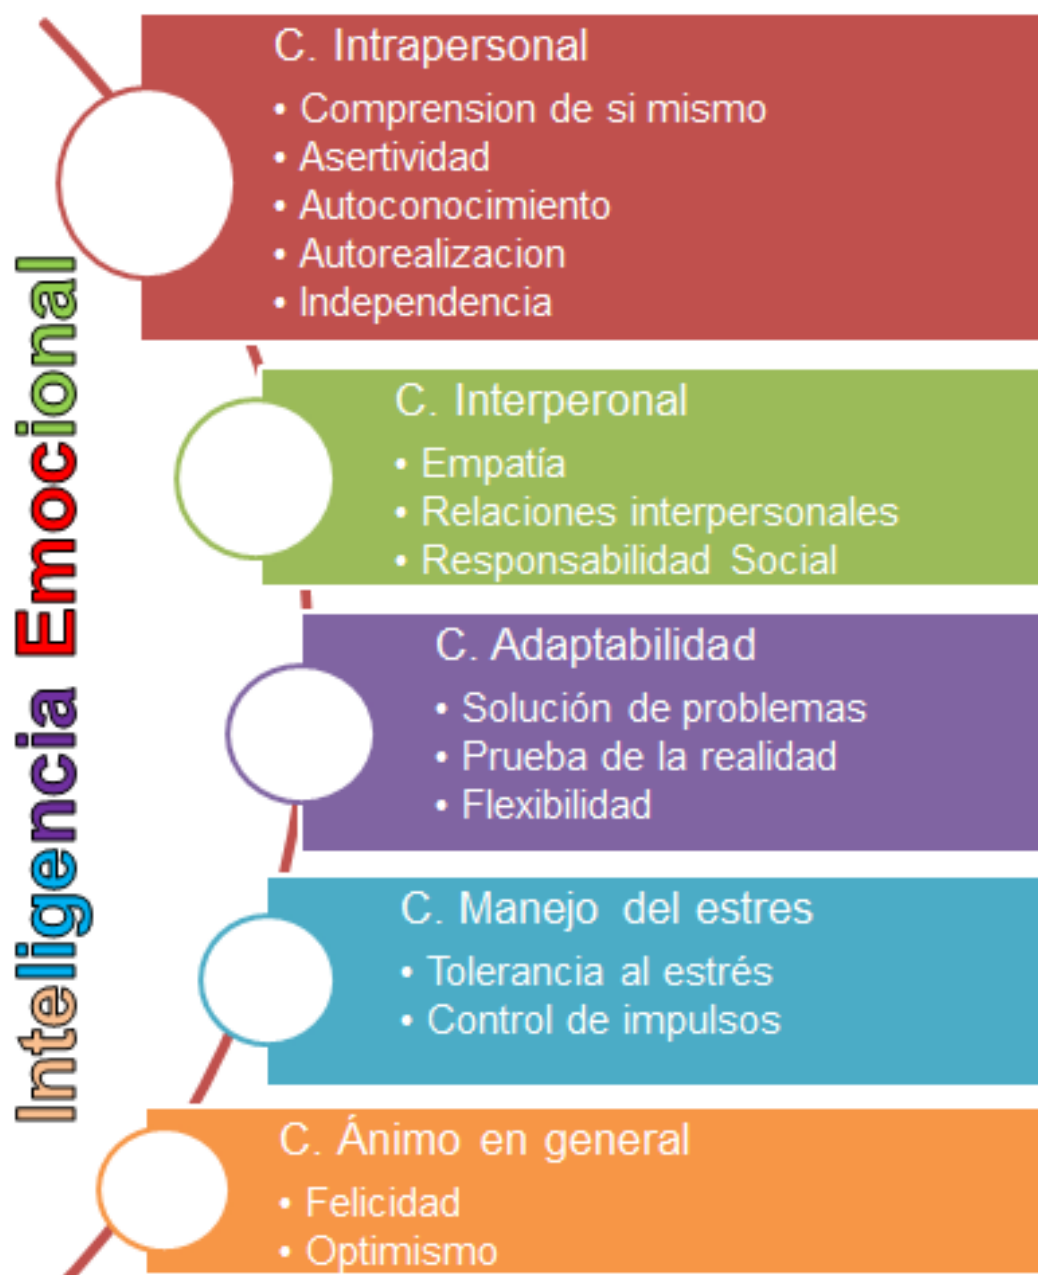 Inteligencia Emocional
C. Intrapersonal
• Comprension de si mismo
• Asertividad
• Autoconocimiento
• Autorealizacion
• Independencia
C. Interperonal
• Empatía
• Relaciones interpersonales
• Responsabilidad Social
C. Adaptabilidad
• Solución de problemas
• Prueba de la realidad
• Flexibilidad
C. Manejo del estres
• Tolerancia al estrés
• Control de impulsos
C. Ánimo en general
• Felicidad
• Optimismo